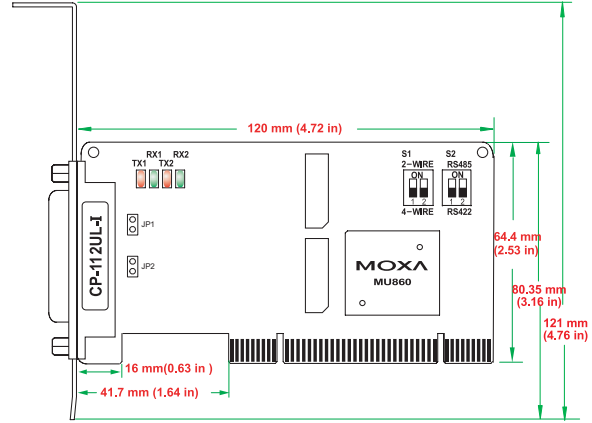 120 mm (4.72 in)
RX1 RX2
TX1 TX2
S1 S2
2-WIRE RS485
ON ON
1 2 1 2
4-WIRE RS422
JP1
JP2
CP-112UL-I
MOXA
MU860
64.4 mm
(2.53 in)
80.35 mm
(3.16 in)
121 mm
(4.76 in)
16 mm(0.63 in )
41.7 mm (1.64 in)